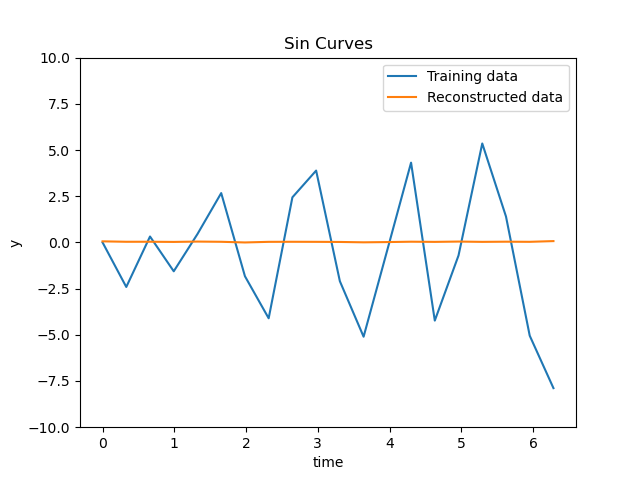 Sin Curves
Training data
Reconstructed data
10.0
7.5
5.0
2.5
0.0
−2.5
−5.0
−7.5
−10.0
y
0 1 2 3 4 5 6
time